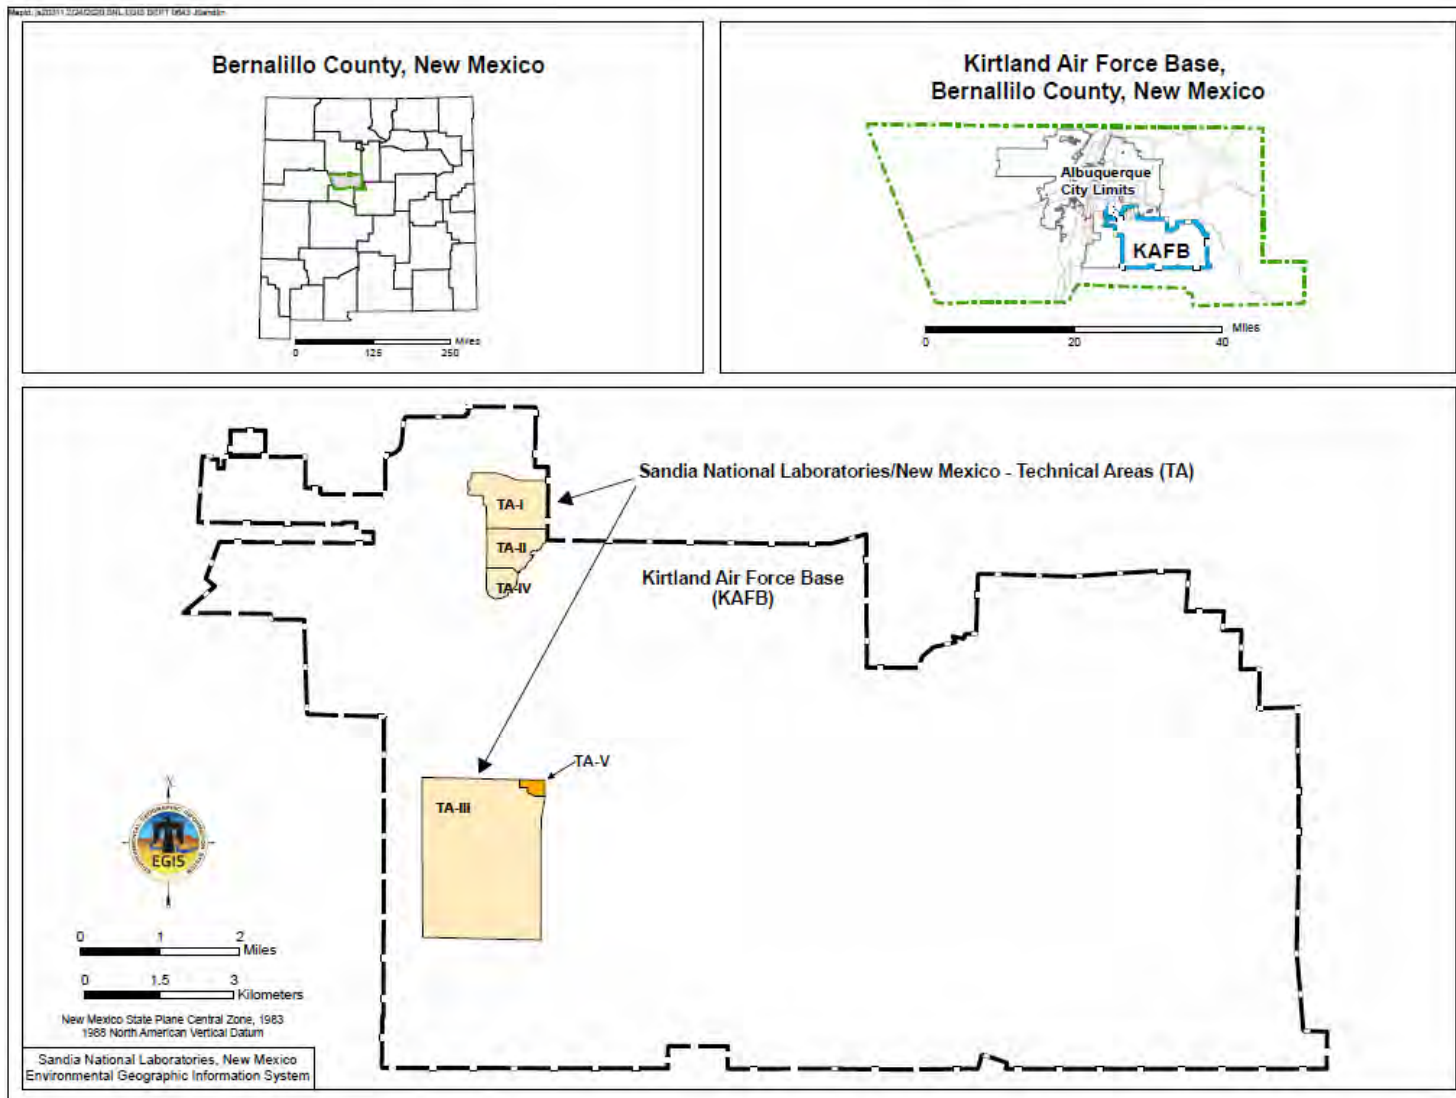 Bernalillo County, New Mexico
0
125
250
Miles
Kirtland Air Force Base,
Bernallilo County, New Mexico
Albuquerque
City Limits
KAFB
0
20
40
Miles
Sandia National Laboratories/New Mexico - Technical Areas (TA)
TA-I
TA-II
TA-IV
Kirtland Air Force Base
(KAFB)
TA-V
TA-III
EGIS
0 1 2
Miles
0 1.5 3
Kilometers
New Mexico State Plane Central Zone, 1983
1988 North American Vertical Datum
Sandia National Laboratories, New Mexico
Environmental Geographic Information System